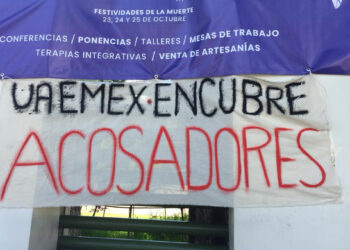 FESTIVIDADES DE LA MUERTE
23, 24 Y 25 DE OCTUBRE
CONFERENCIAS / PONENCIAS / TALLERES / MESAS DE TRABAJO
TERAPIAS INTEGRATIVAS / VENTA DE ARTESANÍAS
UAEMEX·ENCUBRE
ACOSADORES